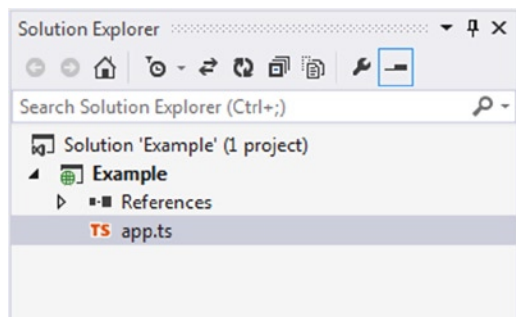 Solution Explorer
Search Solution Explorer (Ctrl+;)
Solution 'Example' (1 project)
Example
References
TS app.ts